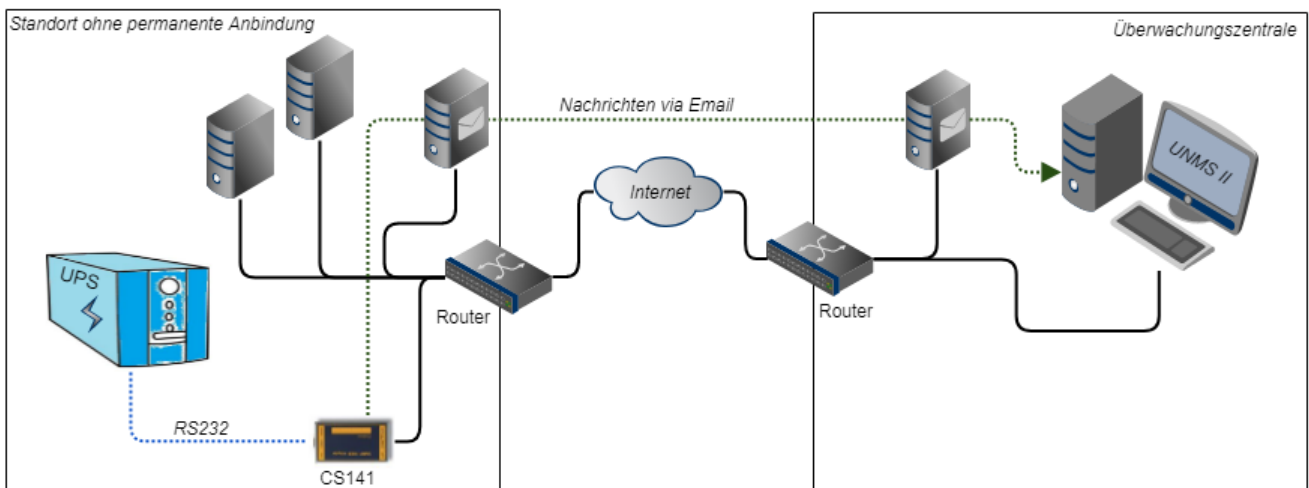 Standort ohne permanente Anbindung
Überwachungszentrale
Nachrichten via Email
UNMS II
Internet
UPS
Router
Router
RS232
CS141